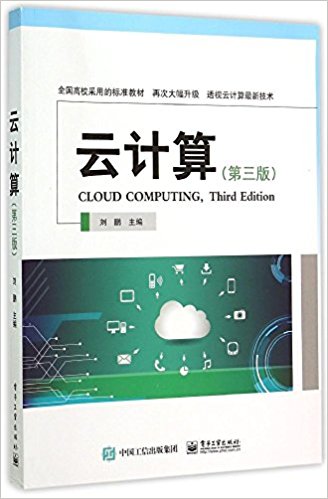 全国高校采用的标准教材 再次大幅升级 透视云计算最新技术
云计算(第三版)
CLOUD COMPUTING, Third Edition
刘 鹏 主编
中国工信出版集团
电子工业出版社
云计算(第三版)
刘 鹏 主编
电子工业出版社